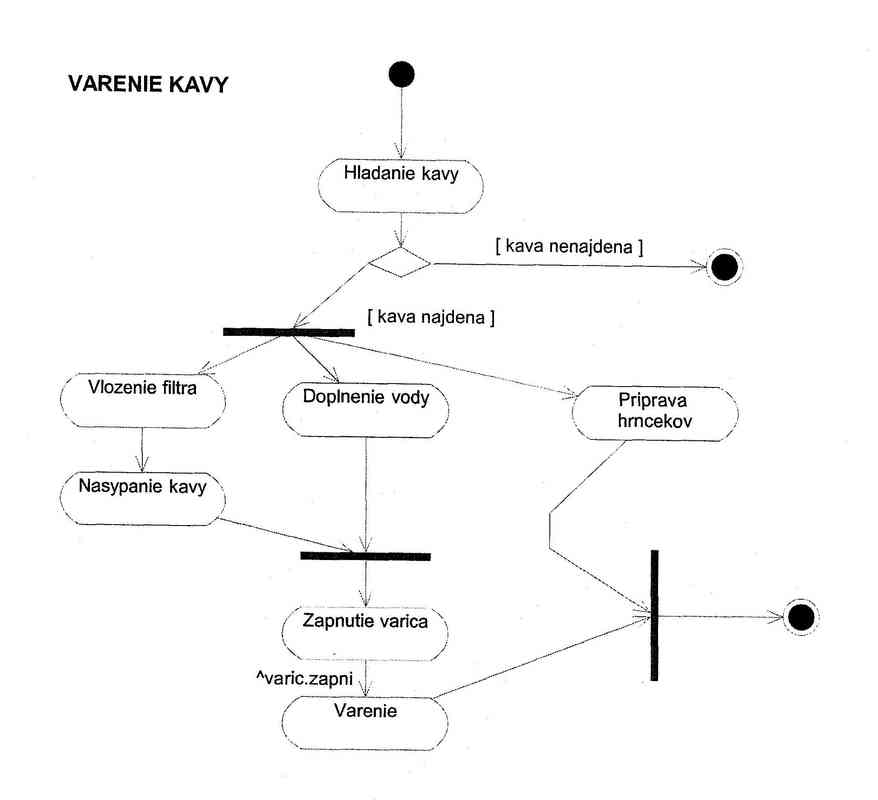 VARENIE KAVY
Hladanie kavy
[ kava nenajdena ]
[ kava najdena ]
Vlozenie filtra
Doplnenie vody
Priprava
hrncekov
Nasypanie kavy
Zapnutie varica
^varic.zapni
Varenie